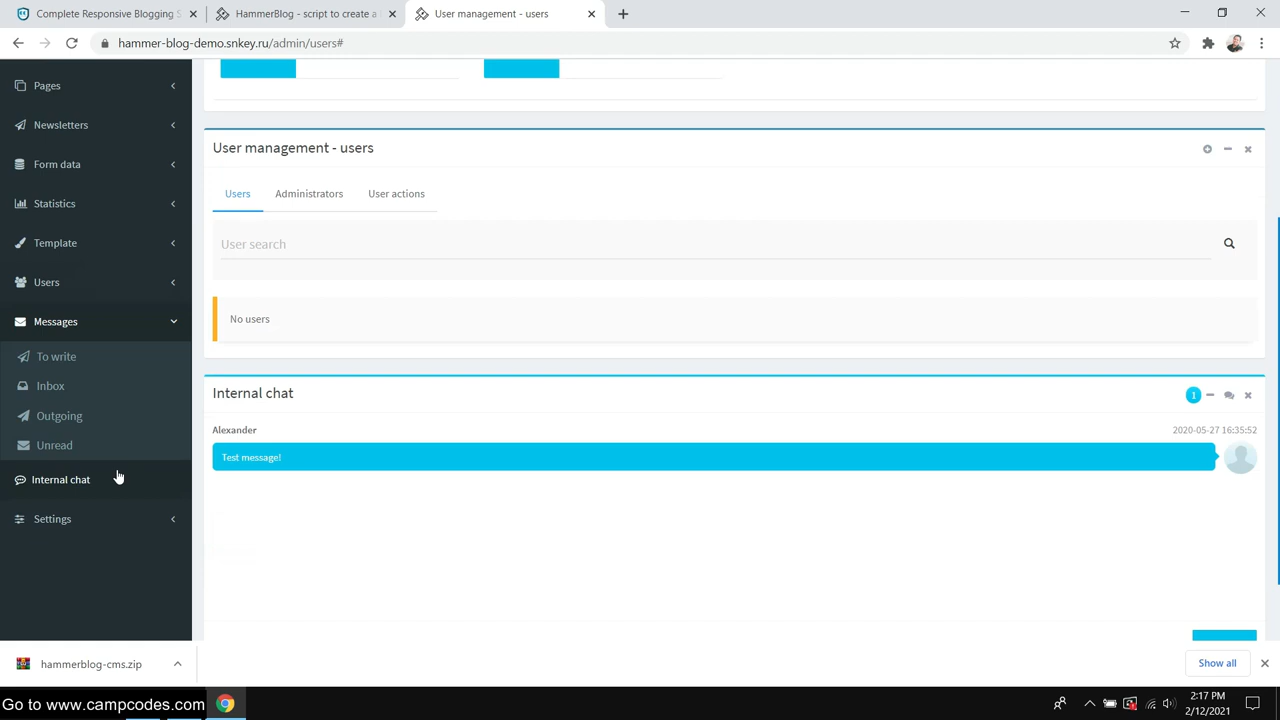 Complete Responsive Blogging S
HammerBlog - script to create a
User management - users
hammer-blog-demo.snkey.ru/admin/users#
Pages
Newsletters
Form data
Statistics
Template
Users
Messages
To write
Inbox
Outgoing
Unread
Internal chat
Settings
User management - users
Users
Administrators
User actions
User search
No users
Internal chat
1
Alexander
2020-05-27 16:35:52
Test message!
hammerblog-cms.zip
Show all
Go to www.campcodes.com
2:17 PM
2/12/2021